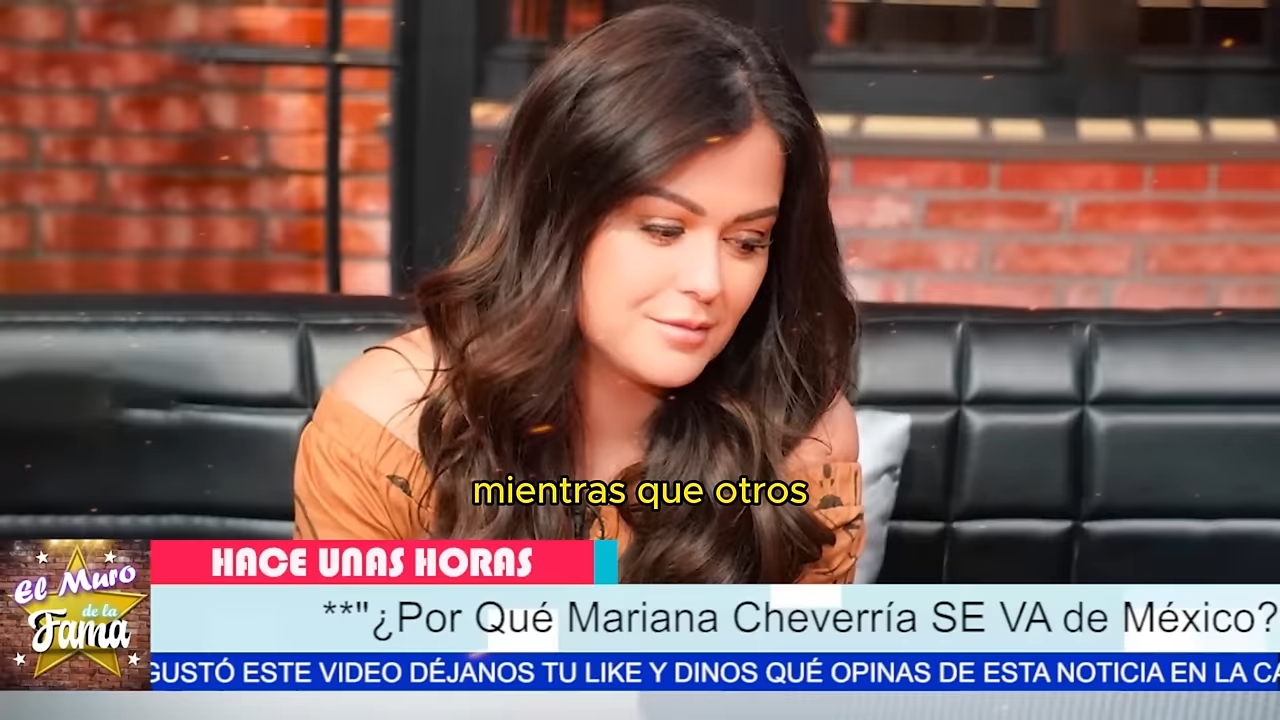 mientras que otros
HACE UNAS HORAS
El Muro
de la
Fama
**"¿Por Qué Mariana Cheverría SE VA de México?
GUSTÓ ESTE VIDEO DÉJANOS TU LIKE Y DINOS QUÉ OPINAS DE ESTA NOTICIA EN LA CA